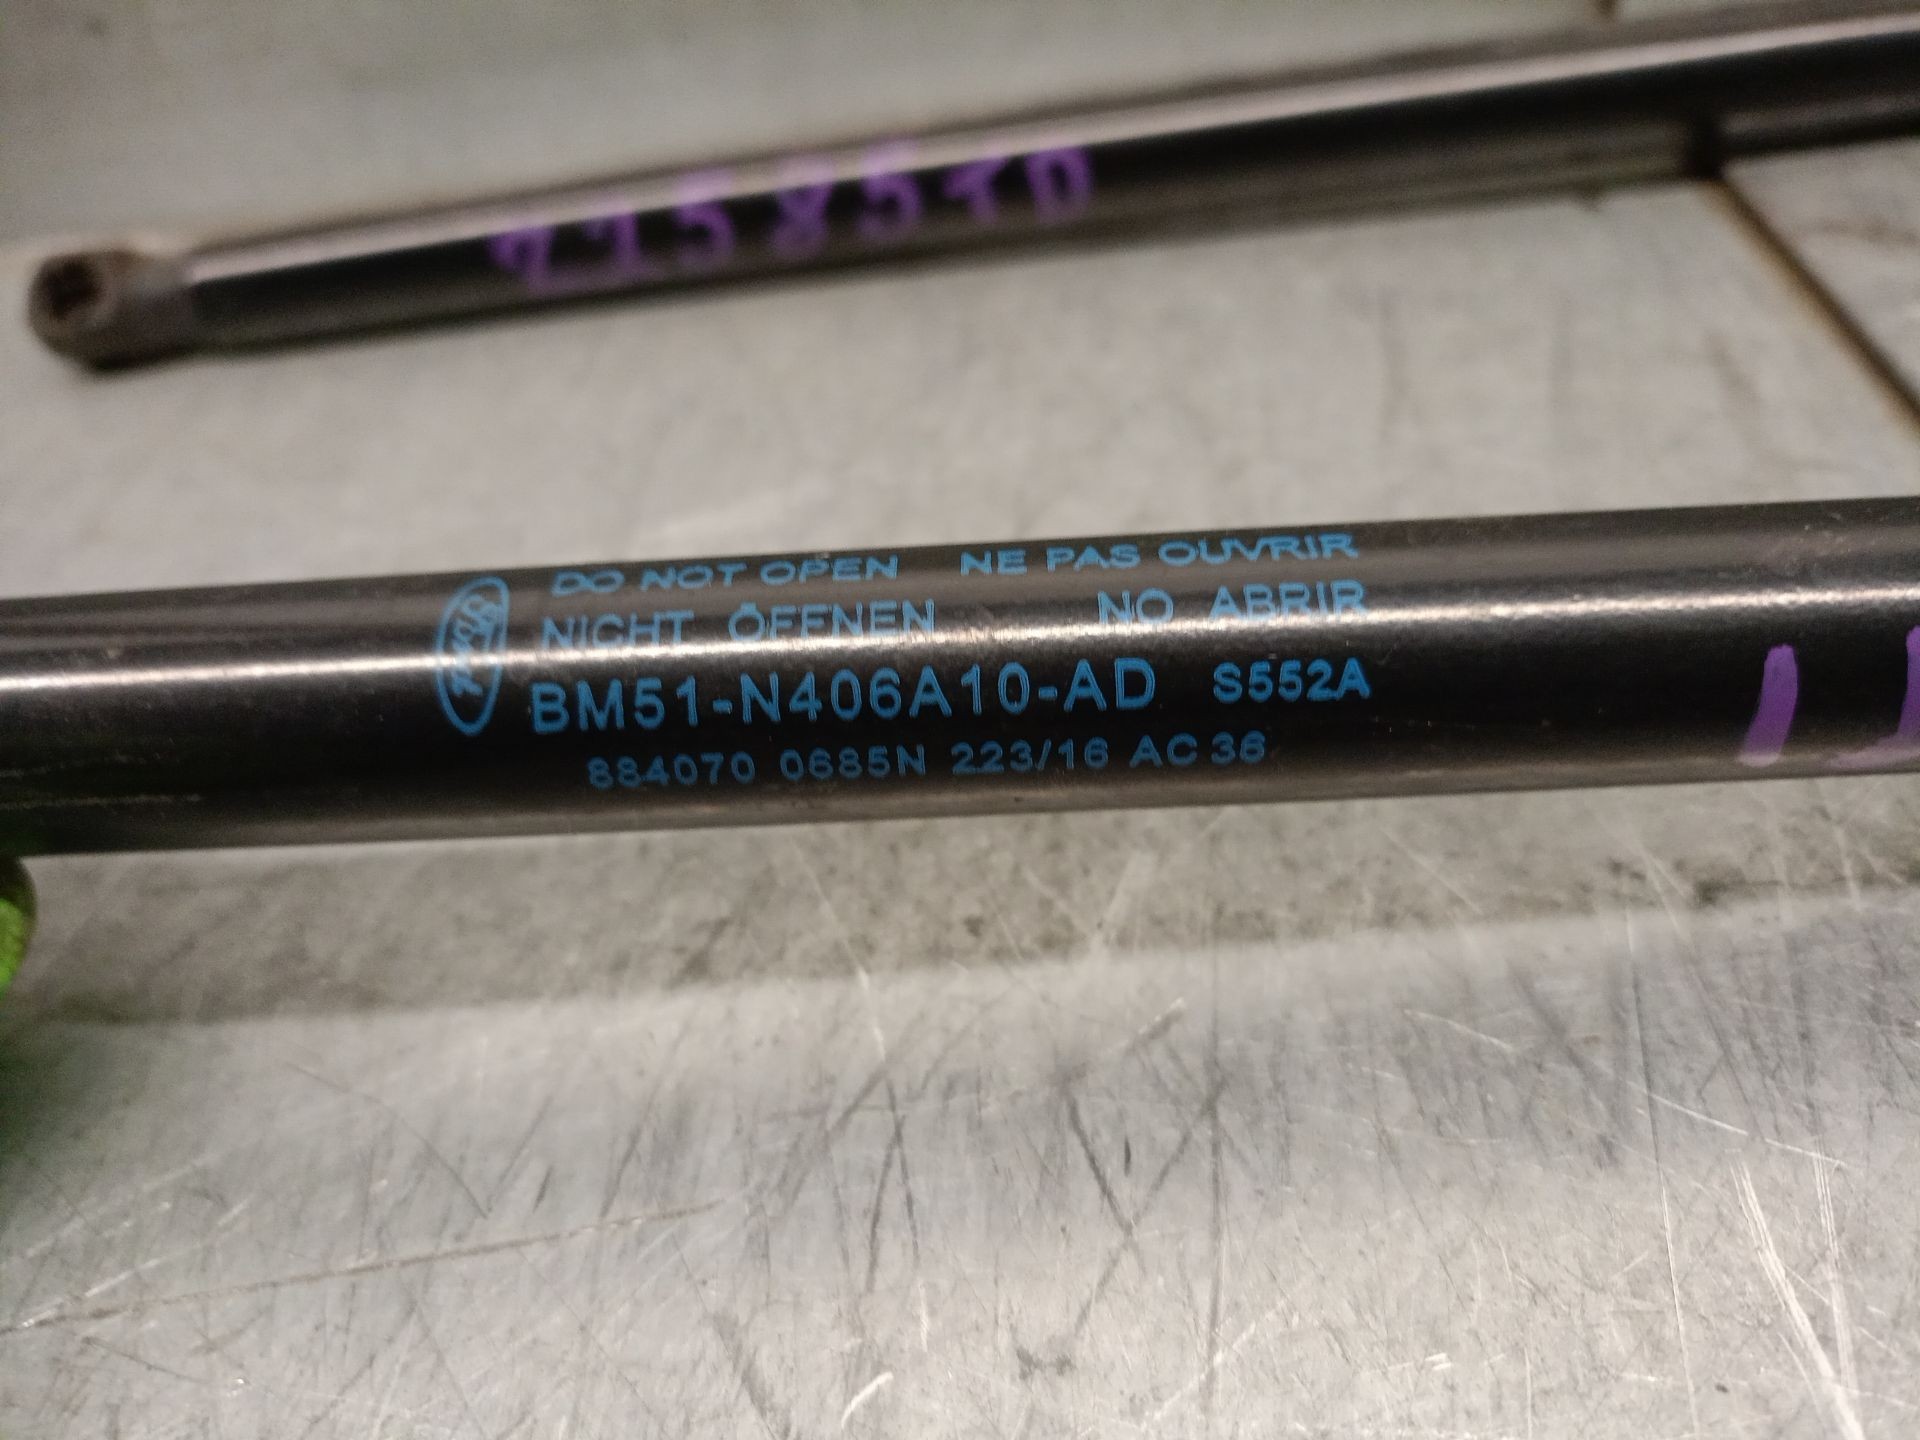 Ford
DO NOT OPEN NE PAS OUVRIR
NICHT ÖFFNEN NO ABRIR
BM51-N406A10-AD S552A
884070 0685N 223/16 AC 36